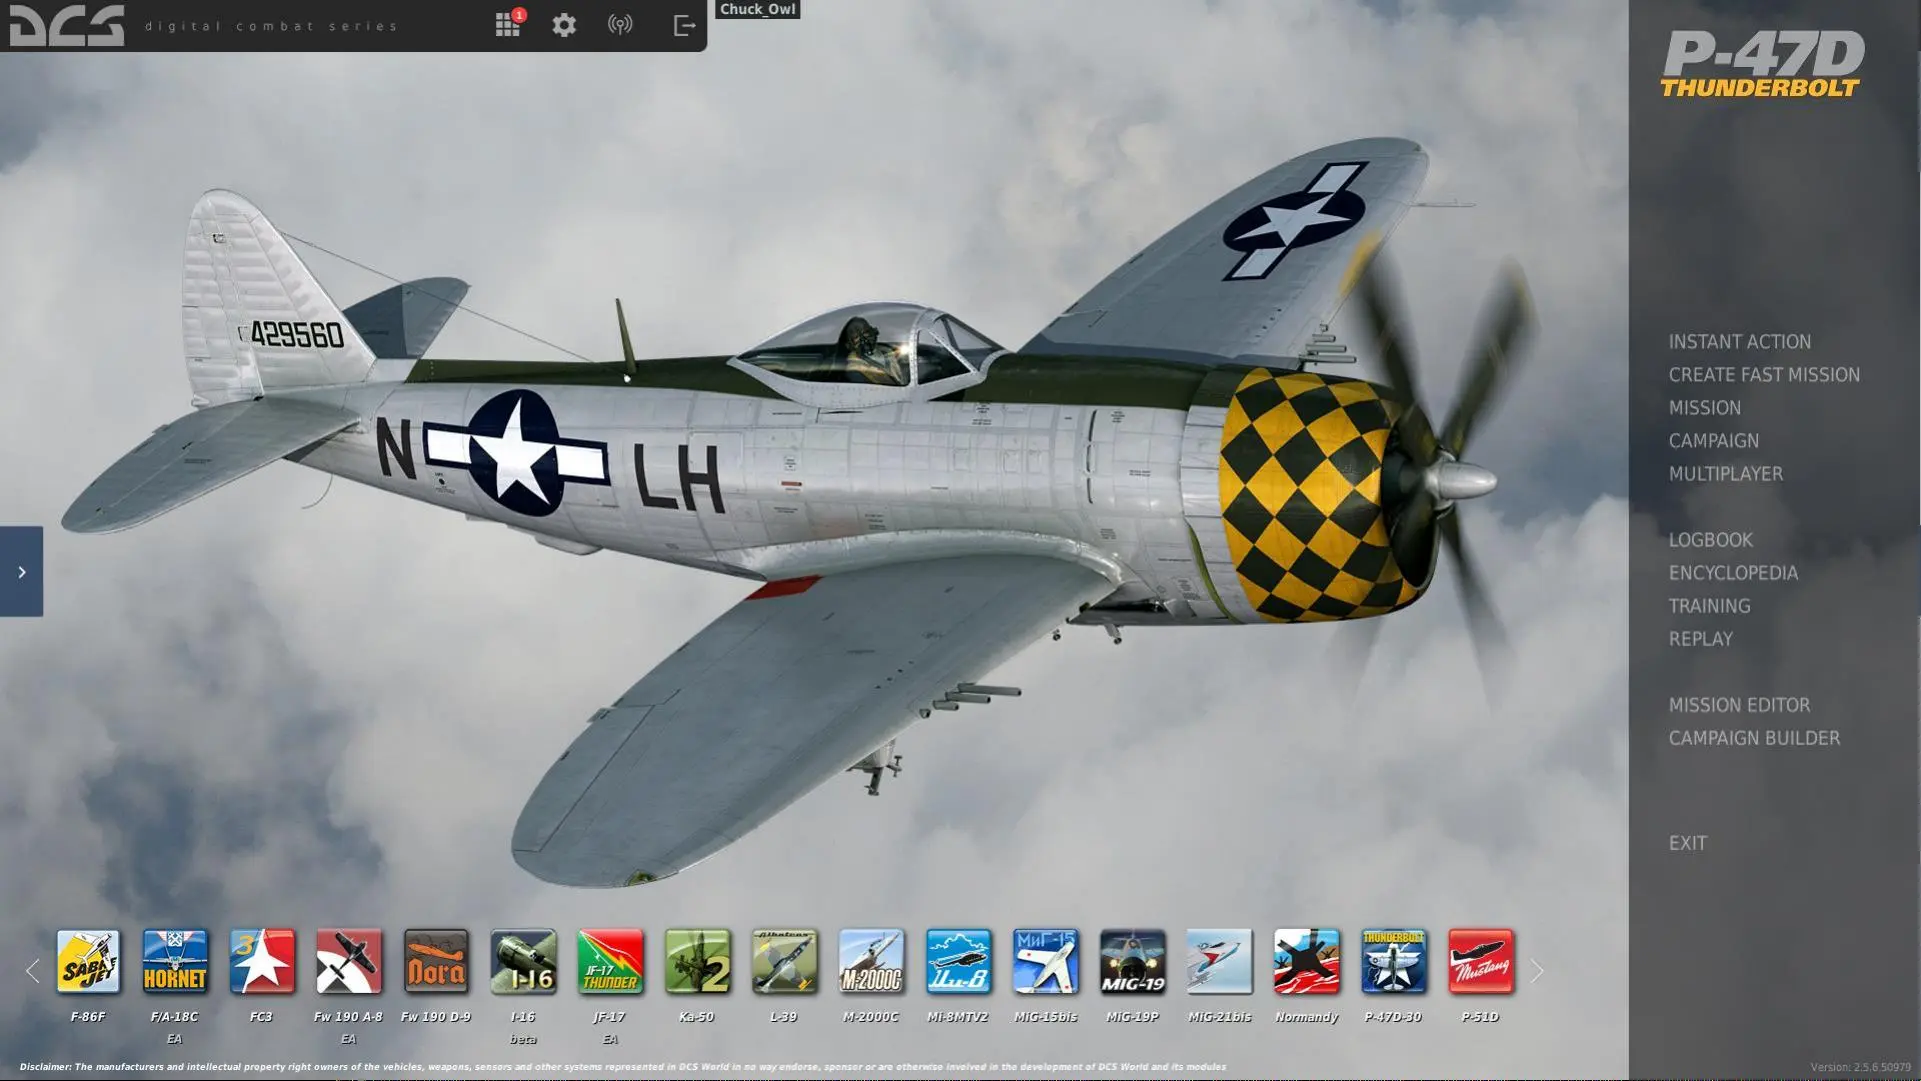 DCS digital combat series
1
Chuck_Owl
P-47D
THUNDERBOLT
429560
N LH
INSTANT ACTION
CREATE FAST MISSION
MISSION
CAMPAIGN
MULTIPLAYER
LOGBOOK
ENCYCLOPEDIA
TRAINING
REPLAY
MISSION EDITOR
CAMPAIGN BUILDER
EXIT
SABREJET
HORNET
3
Dora
I-16
JF-17
THUNDER
2
Albatros
M-2000C
Ми-8
МиГ-15
MIG-19
THUNDERBOLT
Mustang
F-86F
F/A-18C
EA
FC3
Fw 190 A-8
EA
Fw 190 D-9
I-16
beta
JF-17
EA
Ka-50
L-39
M-2000C
Mi-8MTV2
MiG-15bis
MiG-19P
MiG-21bis
Normandy
P-47D-30
P-51D
Disclaimer: The manufacturers and intellectual property right owners of the vehicles, weapons, sensors and other systems represented in DCS World in no way endorse, sponsor or are otherwise involved in the development of DCS World and its modules
Version: 2.5.6.50979